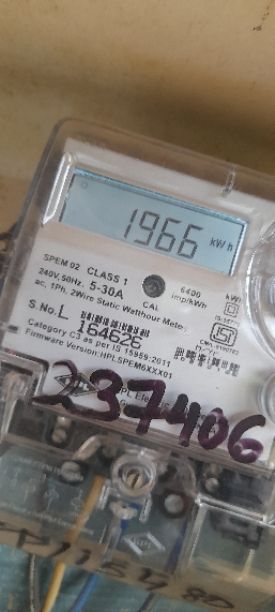 1966 kWh
SPEM 02 CLASS 1
240V, 50Hz, 5-30A
CAL
6400 imp/kWh
ac, 1Ph, 2Wire Static Watthour Meter
S.No.L 164626
Category C3 as per IS 15959:2011
Firmware Version:HPLSPEM6XXX01
237406